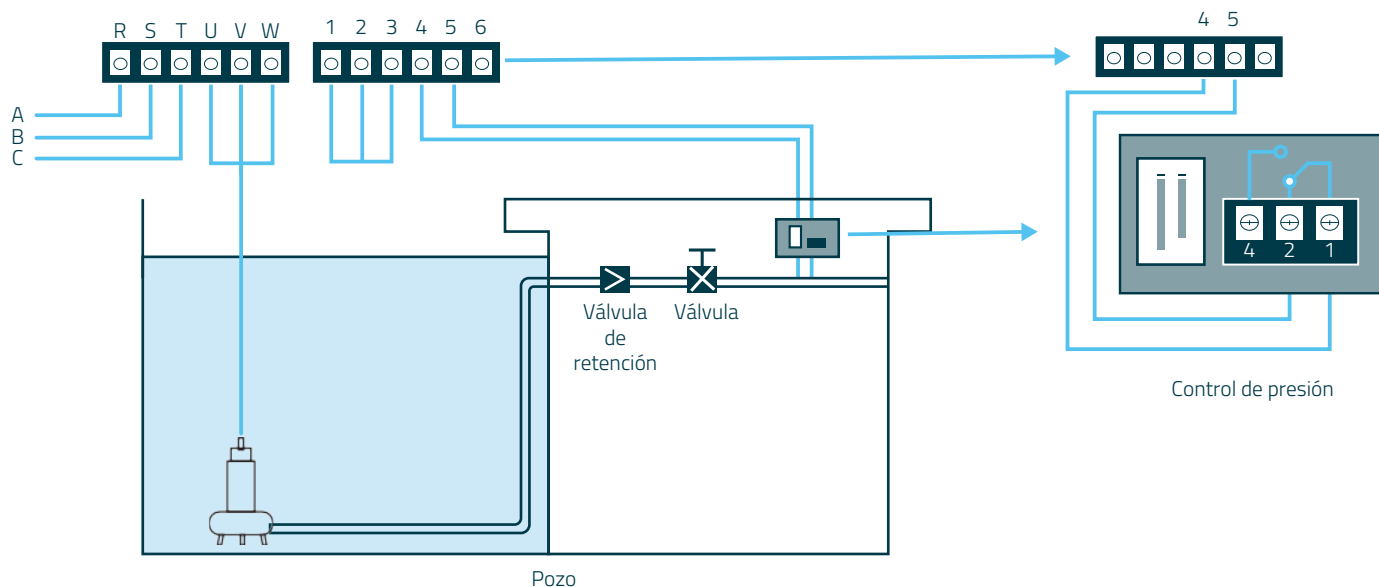 R S T U V W
1 2 3 4 5 6
4 5
A
B
C
4 2 1
Válvula
de
retención
Válvula
Control de presión
Pozo